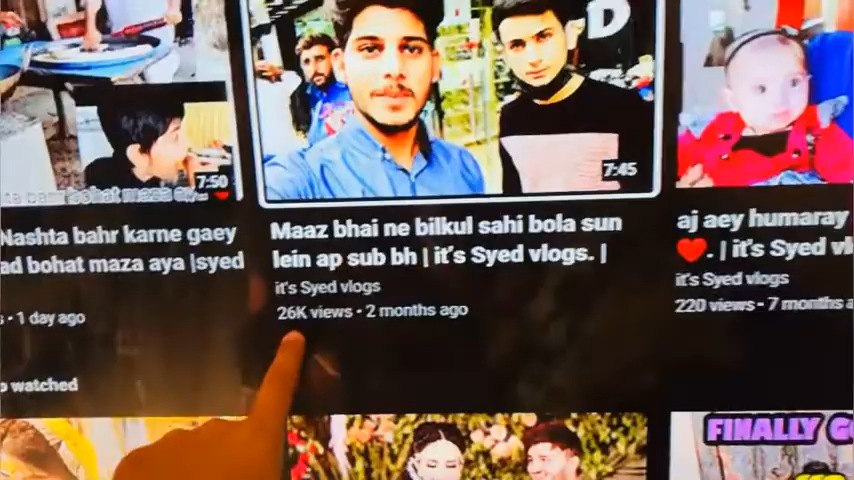 D
7:50
7:45
Nashta bahr karne gaey
ad bohat maza aya |syed
1 day ago
watched
Maaz bhai ne bilkul sahi bola sun
lein ap sub bh | it's Syed vlogs. |
it's Syed vlogs
26K views • 2 months ago
aj aey humaray
❤️. | it's Syed vl
it's Syed vlogs
220 views • 7 months a
FINALLY G